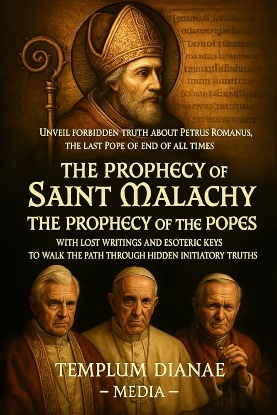 UNVEIL FORBIDDEN TRUTH ABOUT PETRUS ROMANUS,
THE LAST POPE OF END OF ALL TIMES
THE PROPHECY OF
SAINT MALACHY
THE PROPHECY OF THE POPES
WITH LOST WRITINGS AND ESOTERIC KEYS
TO WALK THE PATH THROUGH HIDDEN INITIATORY TRUTHS
TEMPLUM DIANAE
– MEDIA –